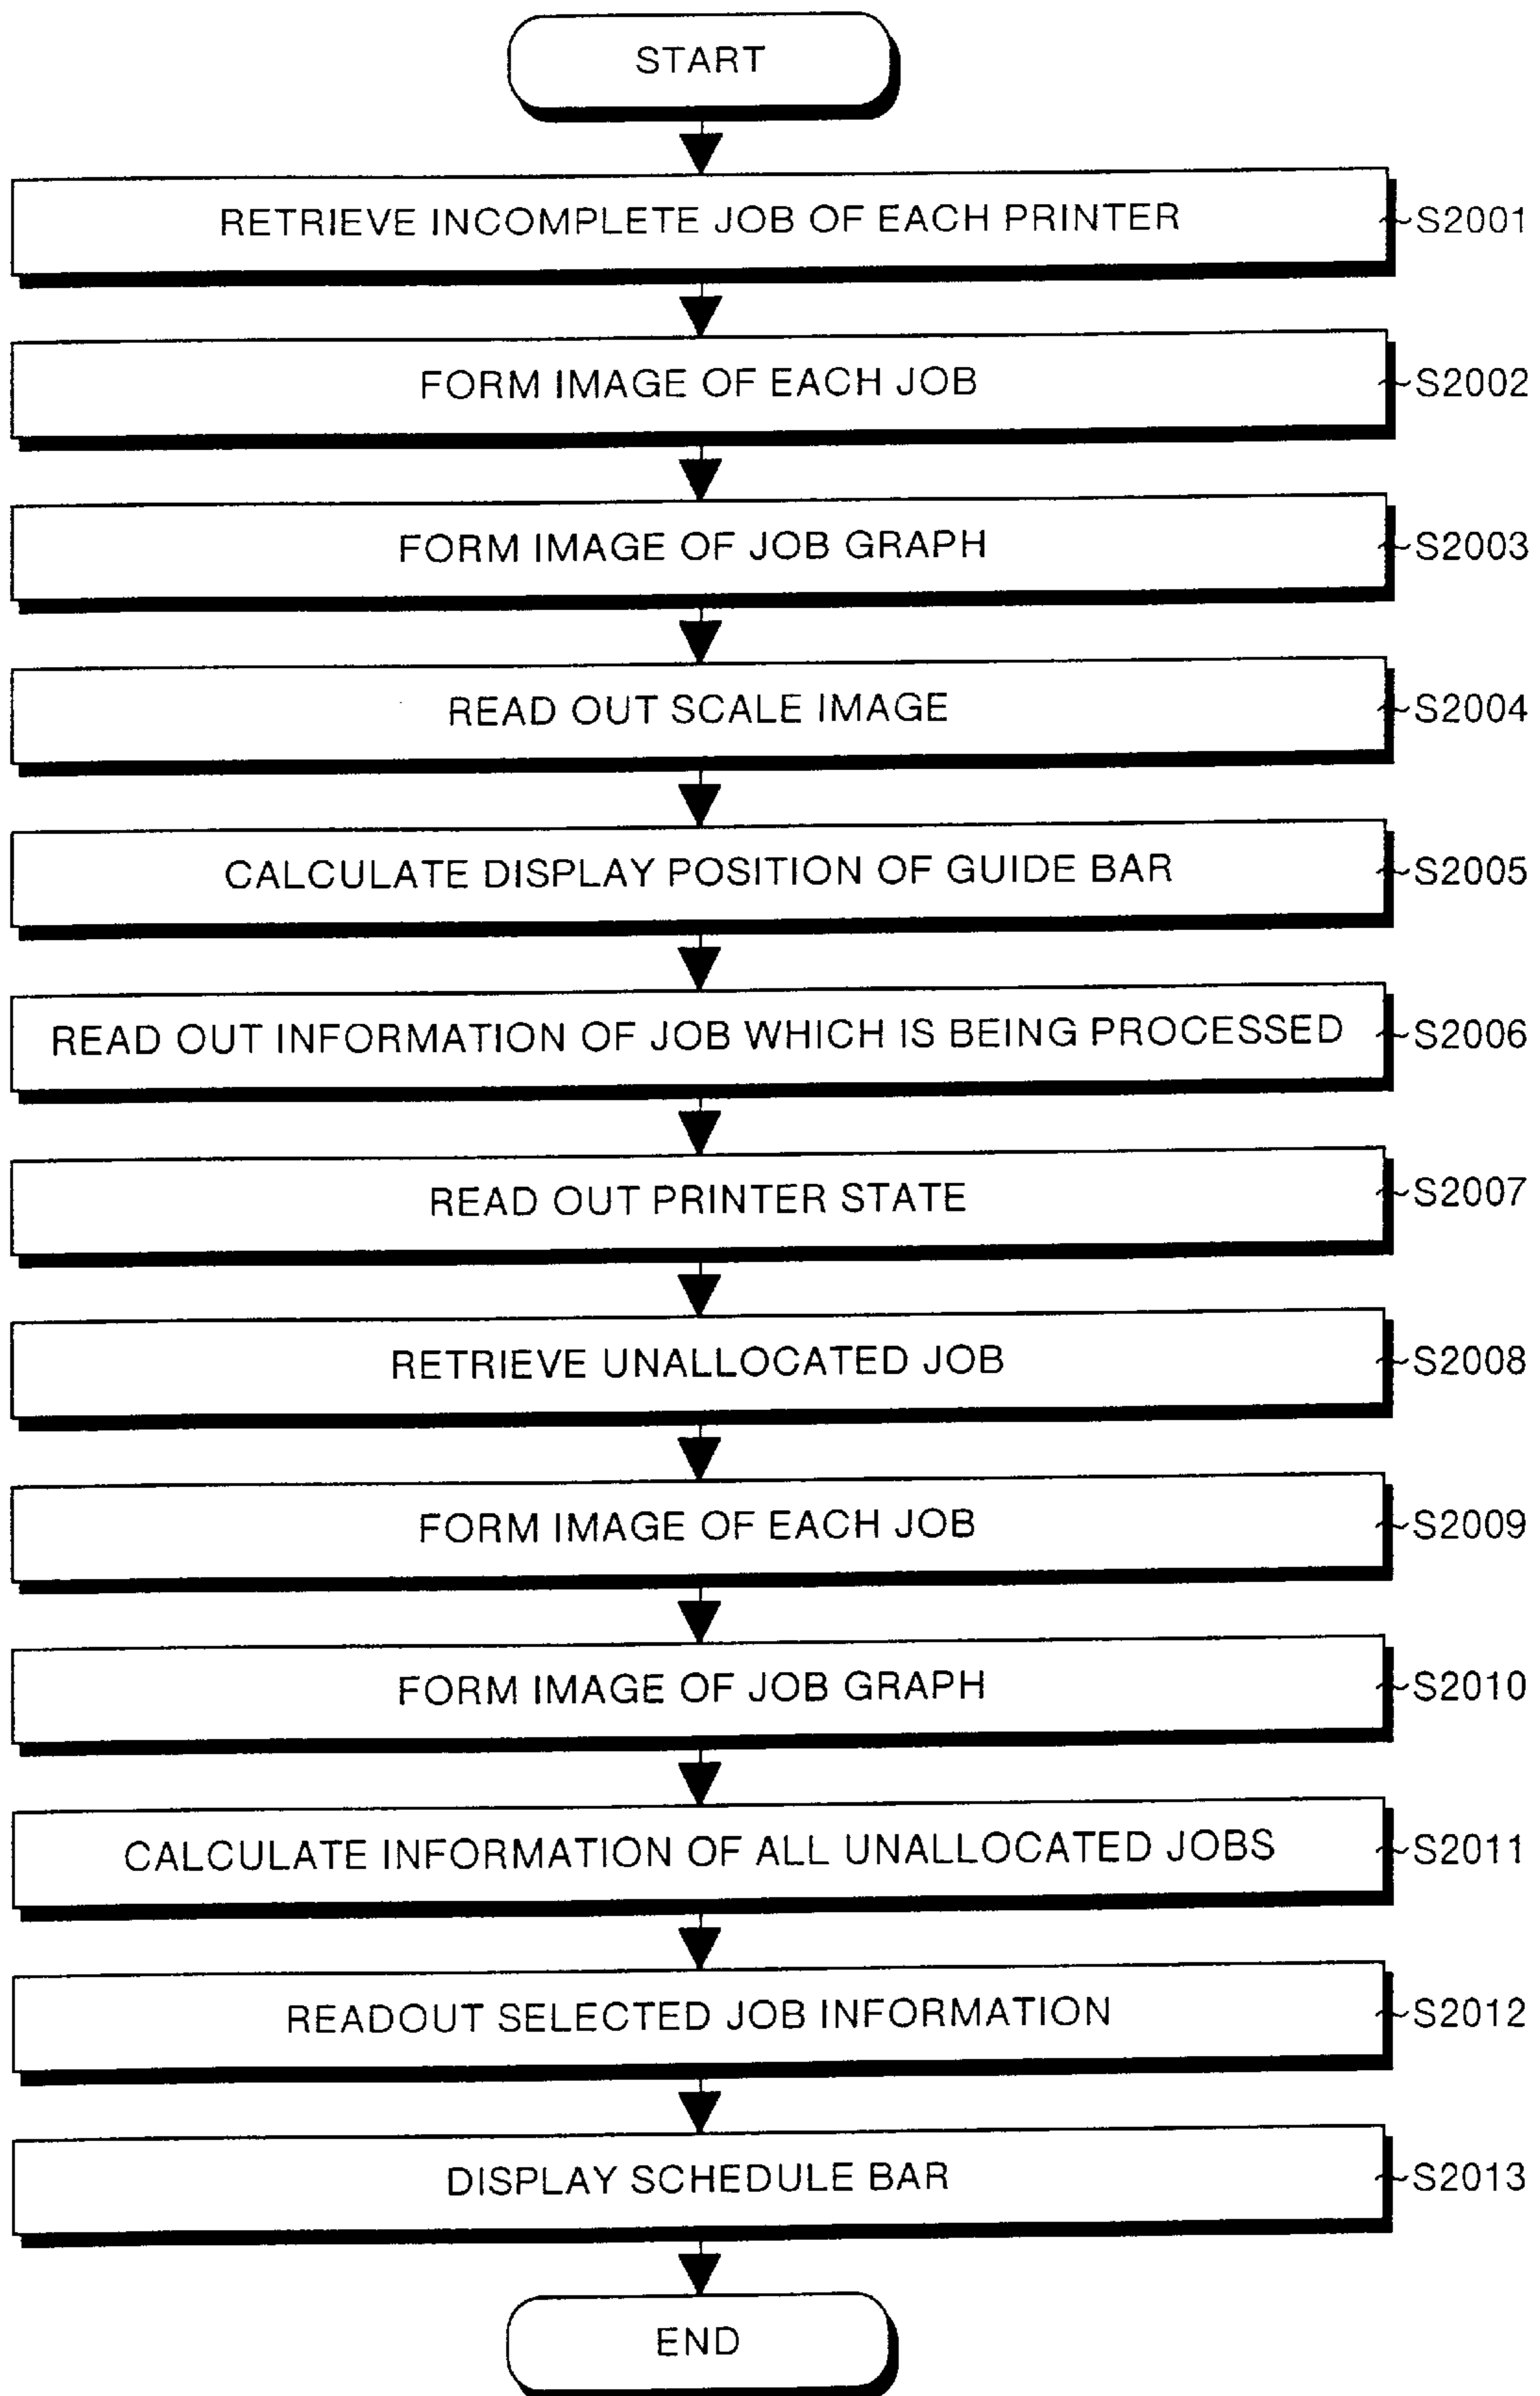 START
RETRIEVE INCOMPLETE JOB OF EACH PRINTER S2001
FORM IMAGE OF EACH JOB S2002
FORM IMAGE OF JOB GRAPH S2003
READ OUT SCALE IMAGE S2004
CALCULATE DISPLAY POSITION OF GUIDE BAR S2005
READ OUT INFORMATION OF JOB WHICH IS BEING PROCESSED S2006
READ OUT PRINTER STATE S2007
RETRIEVE UNALLOCATED JOB S2008
FORM IMAGE OF EACH JOB S2009
FORM IMAGE OF JOB GRAPH S2010
CALCULATE INFORMATION OF ALL UNALLOCATED JOBS S2011
READOUT SELECTED JOB INFORMATION S2012
DISPLAY SCHEDULE BAR S2013
END